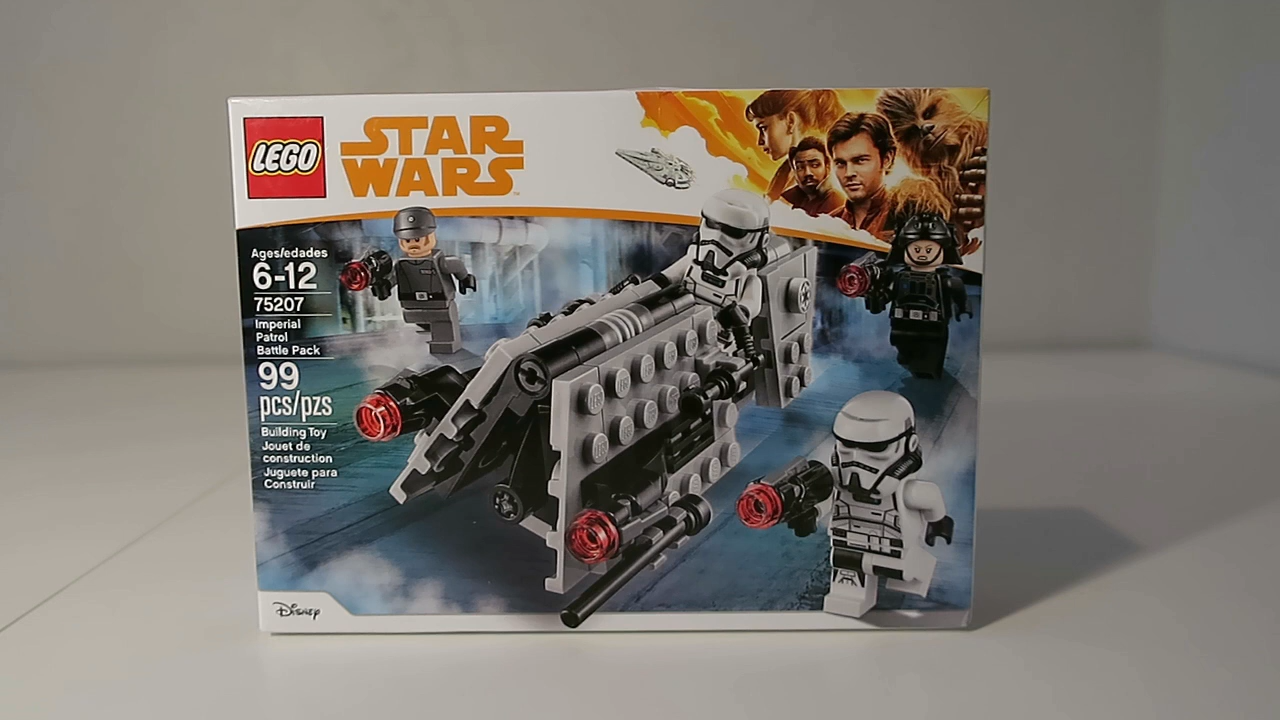 LEGO
STAR
WARS
™
Ages/edades
6-12
75207
Imperial
Patrol
Battle Pack
99
pcs/pzs
Building Toy
Jouet de
construction
Juguete para
Construir
Disney